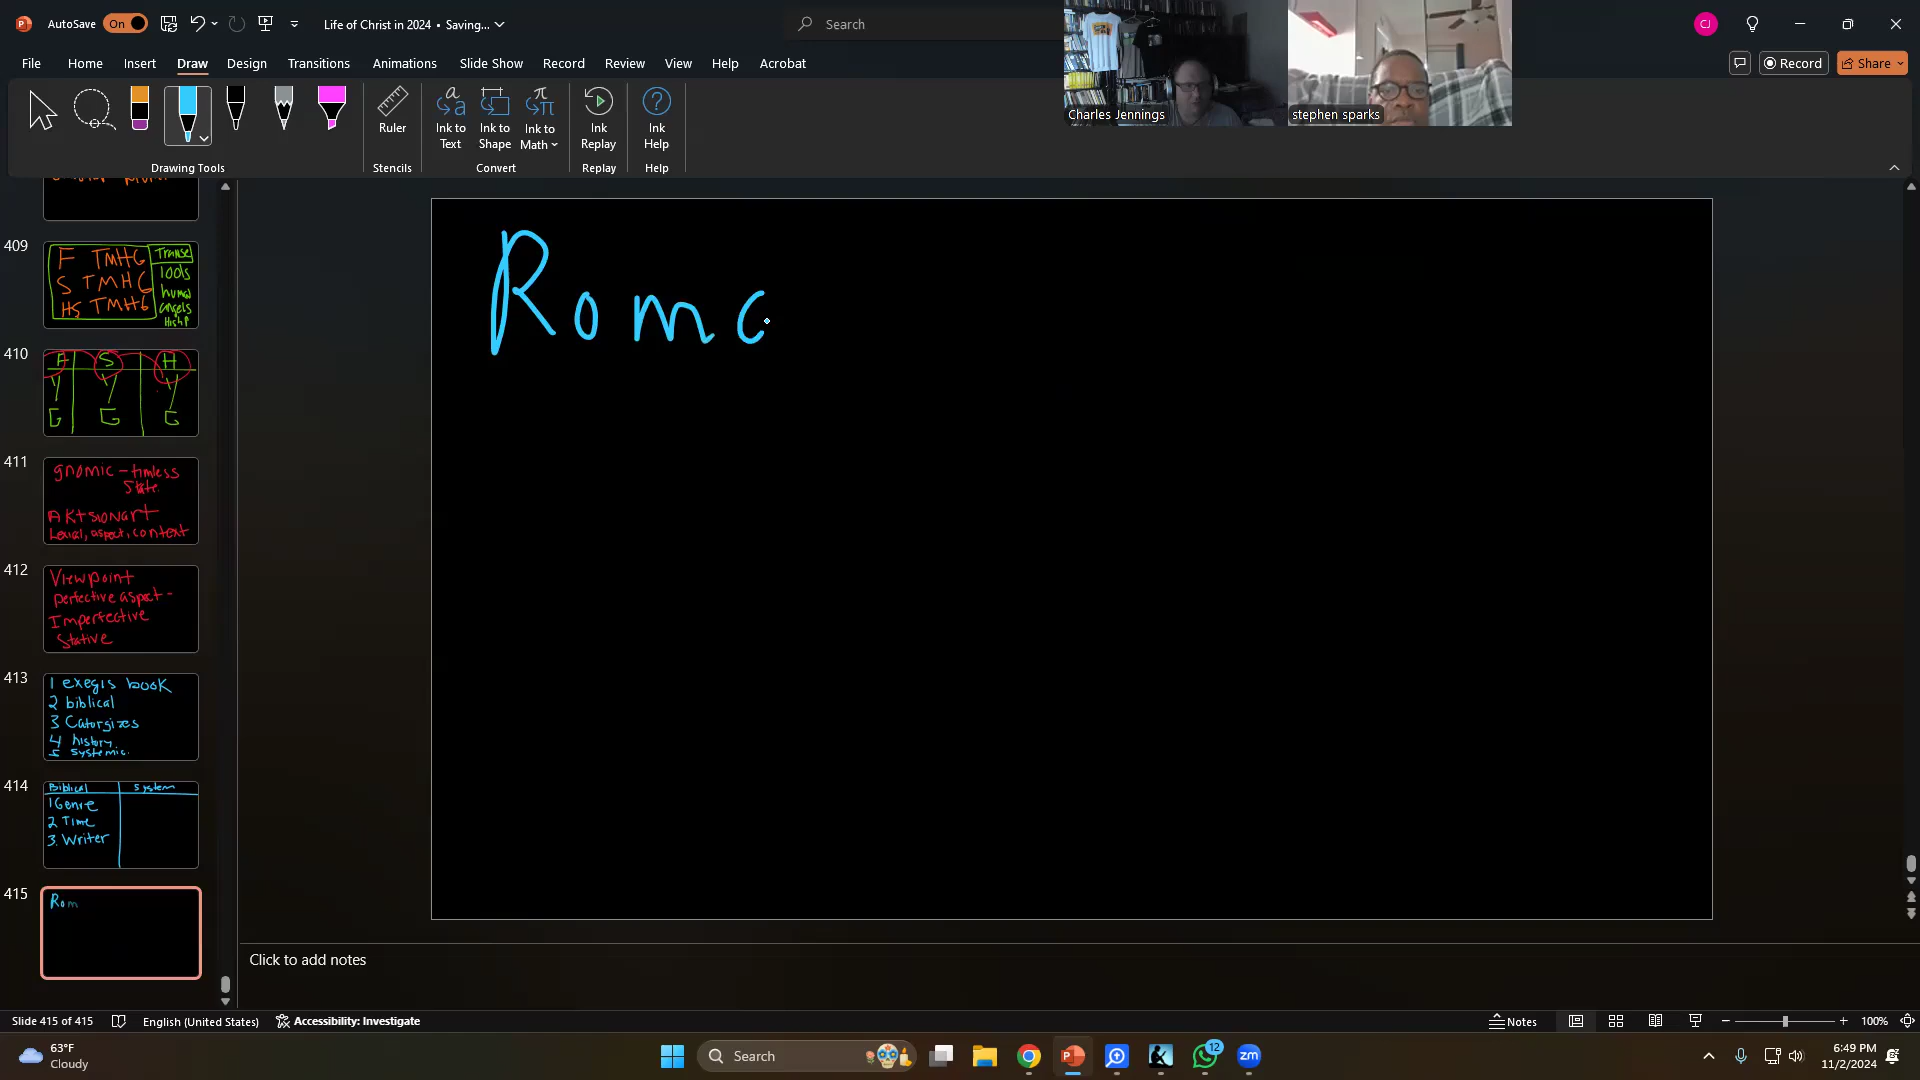 AutoSave On Life of Christ in 2024 • Saving... Search CJ
File Home Insert Draw Design Transitions Animations Slide Show Record Review View Help Acrobat Record Share
Ruler
Ink to Text
Ink to Shape
Ink to Math
Ink Replay
Ink Help
Drawing Tools Stencils Convert Replay Help
Charles Jennings
stephen sparks
409
F TMHG
S TMHG
HS TMHG
Tools
human
angels
410
F S H
G G G
411
gnomic - timless
State
AKtsionart
context
412
Viewpoint
perfective aspect -
Imperfective
Stative
413
1 exegis book
2 biblical
3 Catorgizes
4 history
5 systemic.
414
Biblical System
1 Genre
2. Time
3. Writer
415
Rom
Romc
Click to add notes
Slide 415 of 415 English (United States) Accessibility: Investigate Notes 100%
63°F
Cloudy
Search
12
zm
6:49 PM
11/2/2024